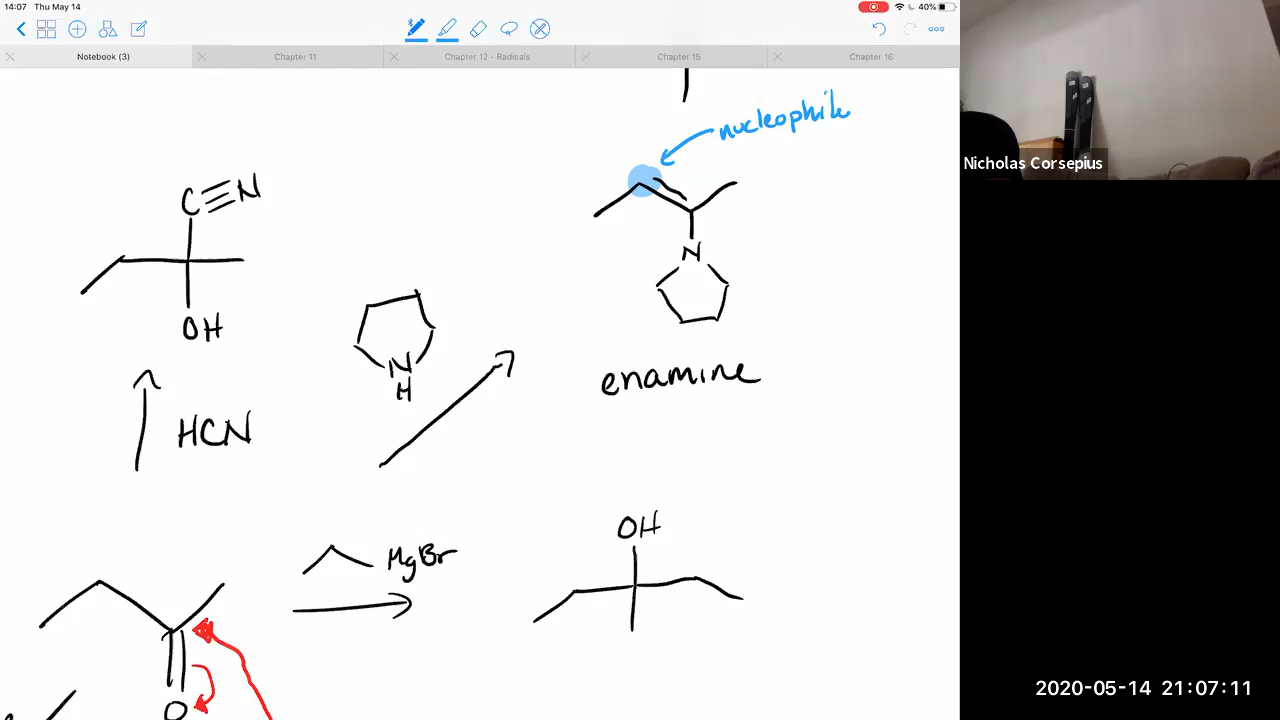 14:07 Thu May 14
40%
Notebook (3)
Chapter 11
Chapter 12 - Radicals
Chapter 15
Chapter 16
nucleophile
C≡N
OH
N
N
H
enamine
HCN
OH
MgBr
O
Nicholas Corsepius
2020-05-14 21:07:11